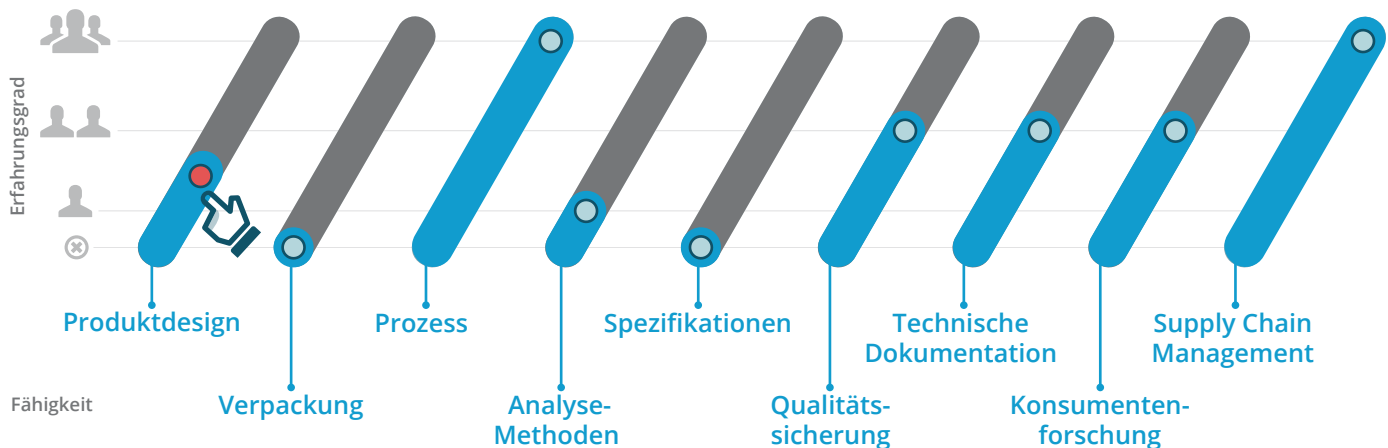 Erfahrungsgrad
Produktdesign
Prozess
Spezifikationen
Technische
Dokumentation
Supply Chain
Management
Fähigkeit
Verpackung
Analyse-
Methoden
Qualitäts-
sicherung
Konsumenten-
forschung